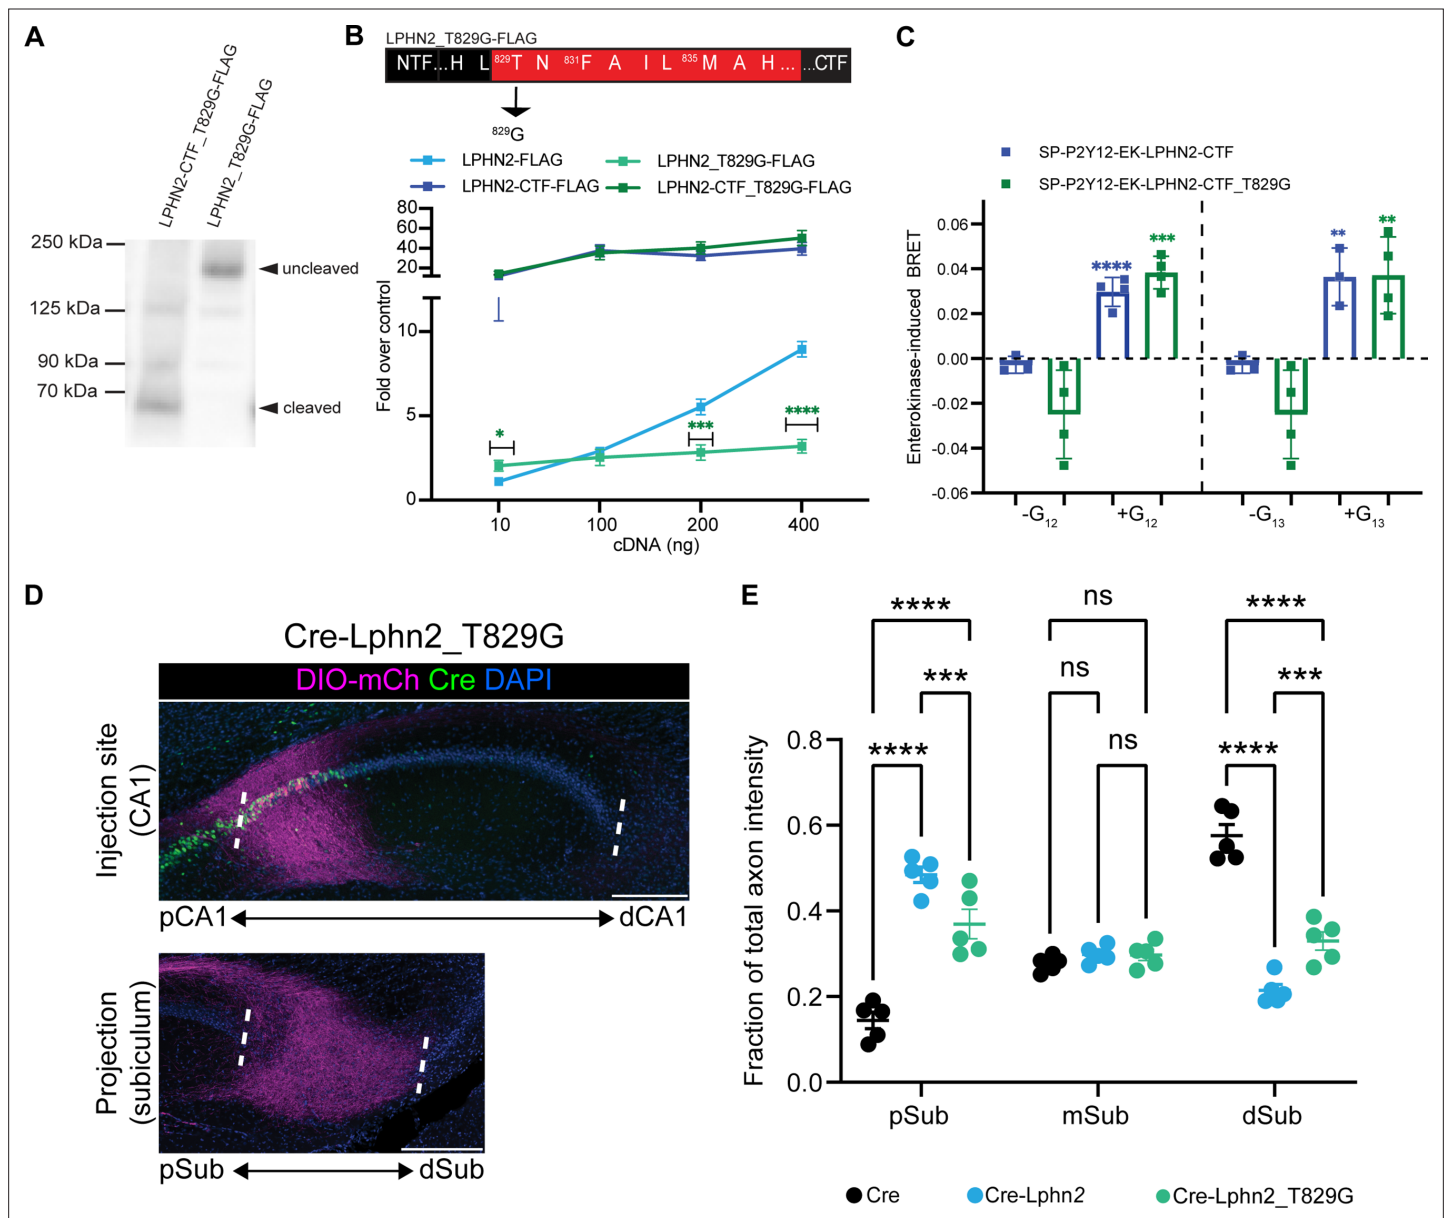 A
LPHN2-CTF_T829G-FLAG
LPHN2_T829G-FLAG
250 kDa
125 kDa
90 kDa
70 kDa
uncleaved
cleaved
B
LPHN2_T829G-FLAG
NTF...H L 829T N 831F A I L 835M A H... ...CTF
829G
LPHN2-FLAG
LPHN2_T829G-FLAG
LPHN2-CTF-FLAG
LPHN2-CTF_T829G-FLAG
Fold over control
80
60
40
20
10
5
0
*
***
****
10 100 200 400
cDNA (ng)
C
SP-P2Y12-EK-LPHN2-CTF
SP-P2Y12-EK-LPHN2-CTF_T829G
Enterokinase-induced BRET
0.06
0.04
0.02
0.00
-0.02
-0.04
-0.06
****
***
**
**
-G12 +G12 -G13 +G13
D
Cre-Lphn2_T829G
DIO-mCh Cre DAPI
Injection site
(CA1)
pCA1 dCA1
Projection
(subiculum)
pSub dSub
E
**** ns ****
*** ns ***
**** ns ****
Fraction of total axon intensity
0.8
0.6
0.4
0.2
0.0
pSub mSub dSub
Cre Cre-Lphn2 Cre-Lphn2_T829G